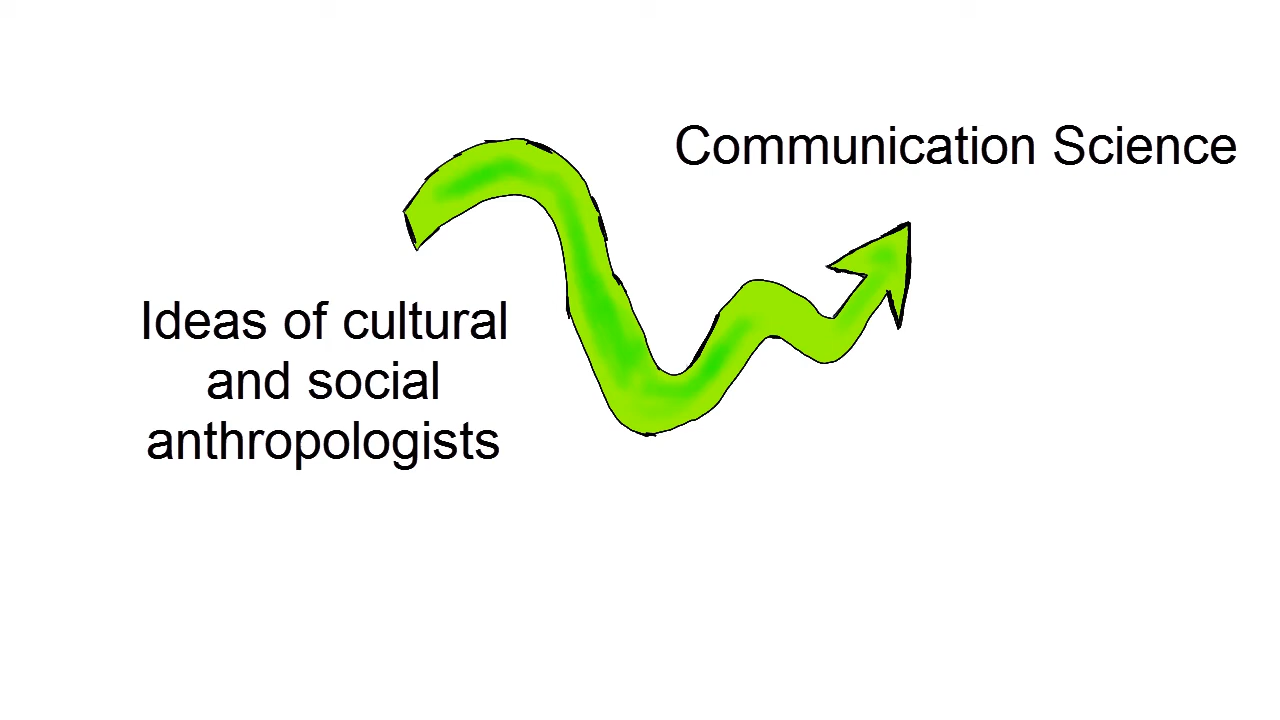 Communication Science
Ideas of cultural
and social
anthropologists